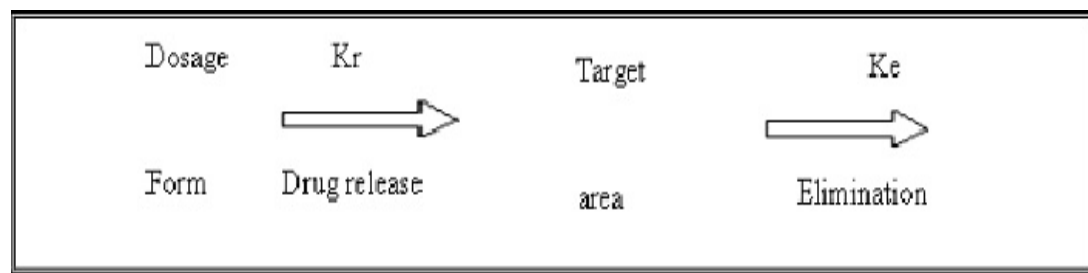 Dosage Kr Target Ke
Form Drug release area Elimination